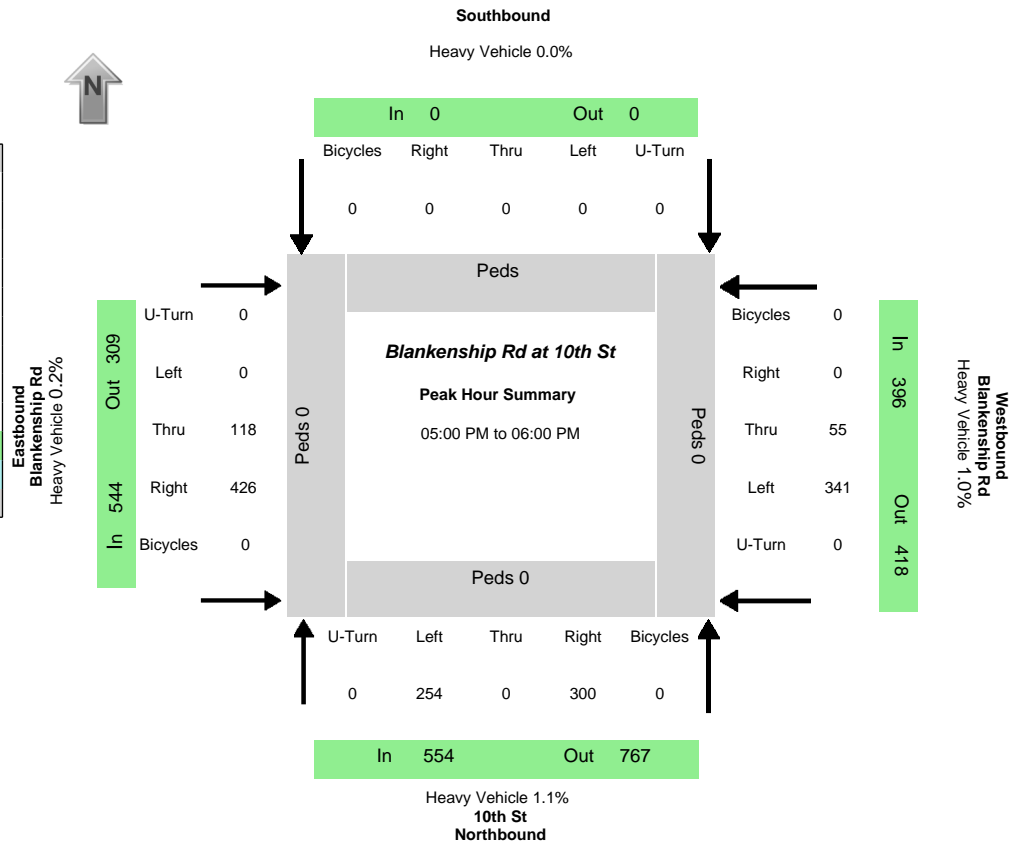 Southbound
Heavy Vehicle 0.0%
N
In 0 Out 0
Bicycles Right Thru Left U-Turn
0 0 0 0 0
Peds
Eastbound
Blankenship Rd
Heavy Vehicle 0.2%
In 544 Out 309
U-Turn 0
Left 0
Thru 118
Right 426
Bicycles 0
Peds 0
Blankenship Rd at 10th St
Peak Hour Summary
05:00 PM to 06:00 PM
Peds 0
Bicycles 0
Right 0
Thru 55
Left 341
U-Turn 0
In 396 Out 418
Westbound
Blankenship Rd
Heavy Vehicle 1.0%
Peds 0
U-Turn Left Thru Right Bicycles
0 254 0 300 0
In 554 Out 767
Heavy Vehicle 1.1%
10th St
Northbound